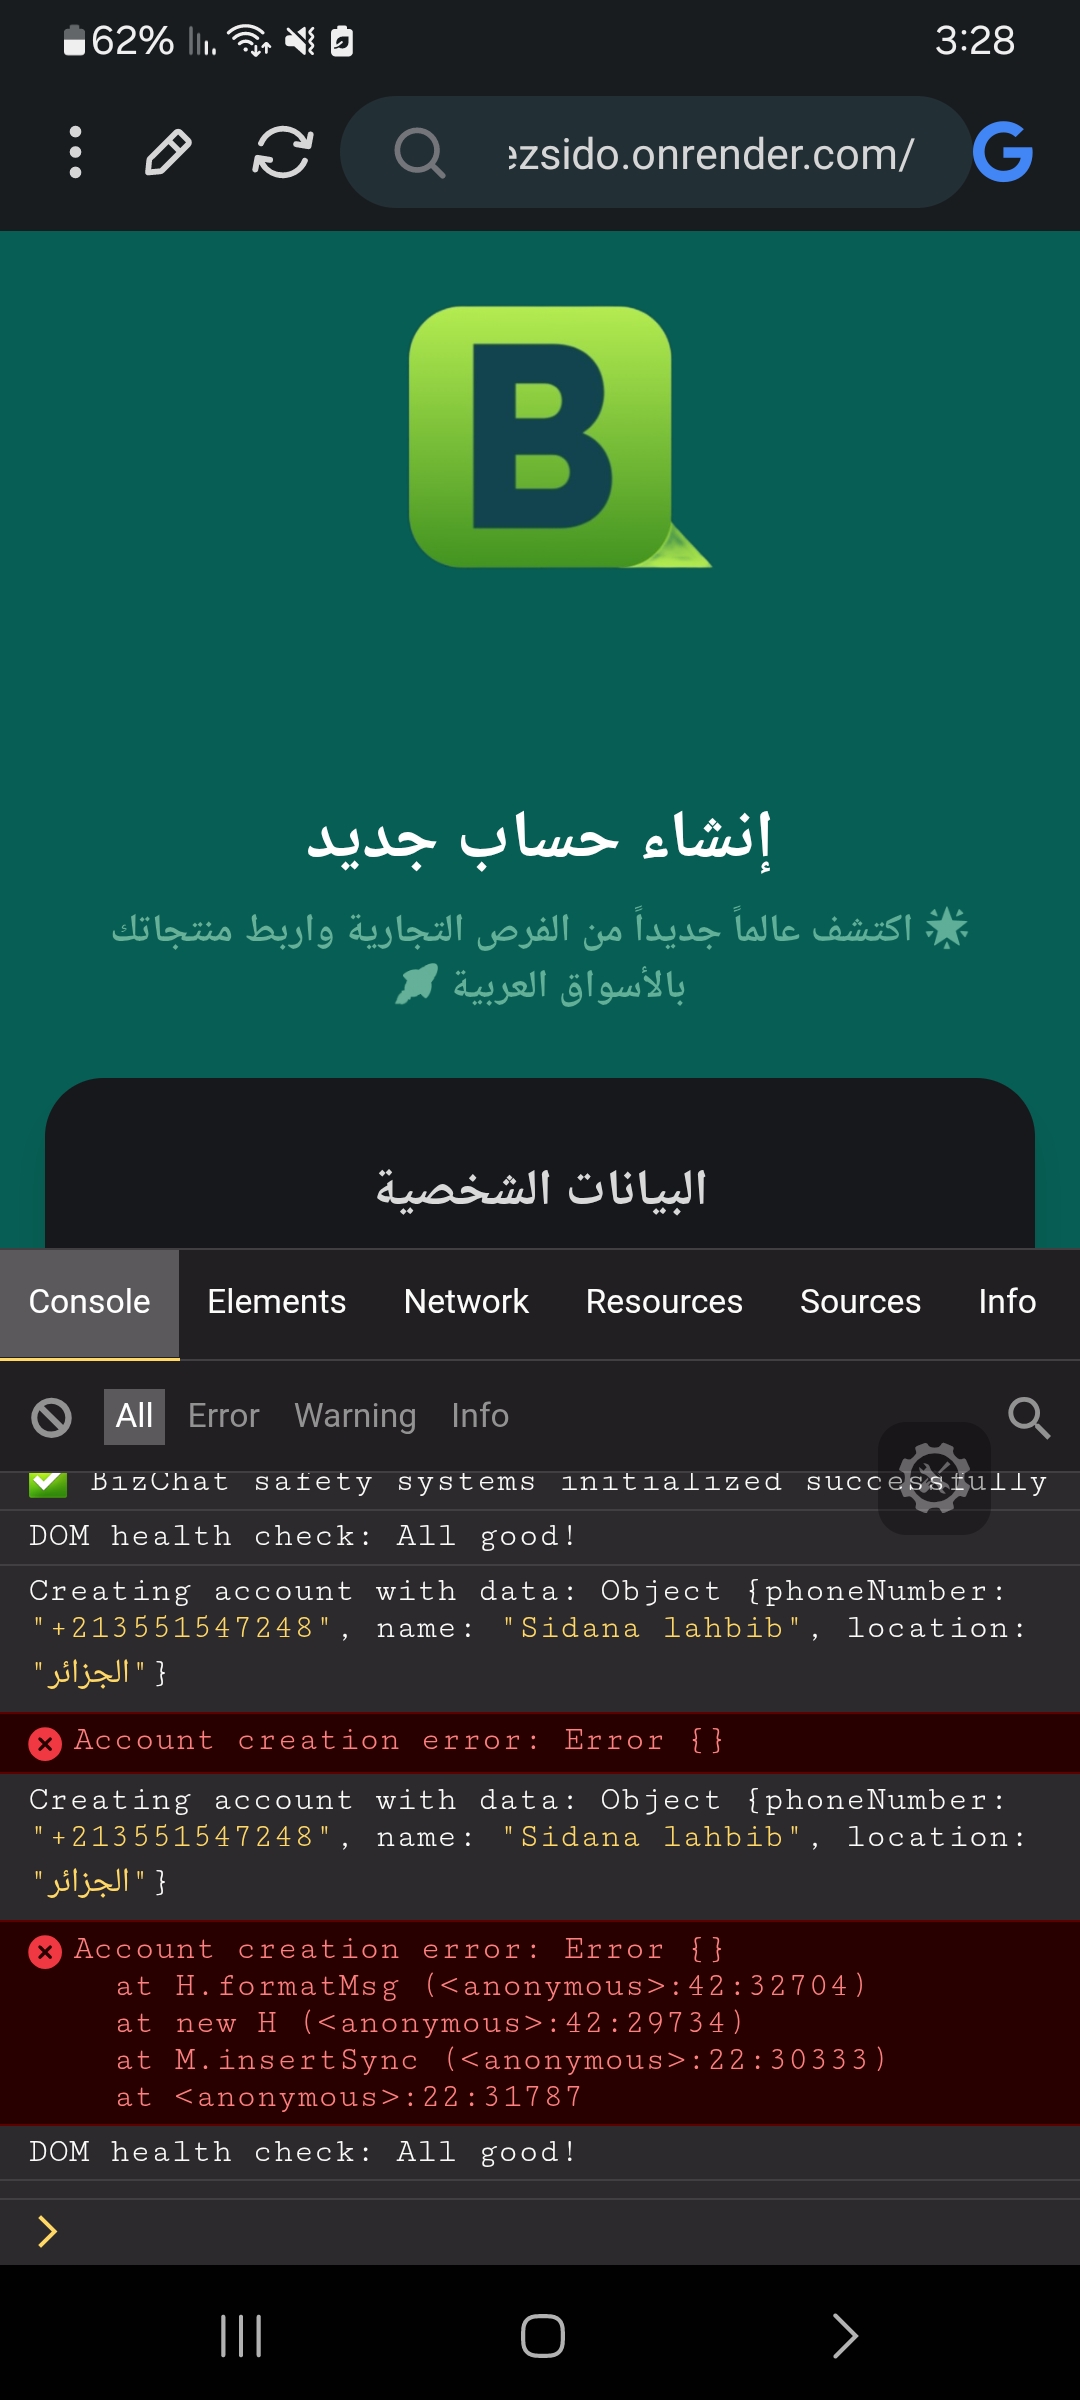 62%
3:28
ezsido.onrender.com/
G
B
إنشاء حساب جديد
🌟 اكتشف عالماً جديداً من الفرص التجارية واربط منتجاتك
بالأسواق العربية 🚀
البيانات الشخصية
Console Elements Network Resources Sources Info
All Error Warning Info
✅ BizChat safety systems initialized successfully
DOM health check: All good!
Creating account with data: Object {phoneNumber:
"+213551547248", name: "Sidana lahbib", location:
"الجزائر"}
Account creation error: Error {}
Creating account with data: Object {phoneNumber:
"+213551547248", name: "Sidana lahbib", location:
"الجزائر"}
Account creation error: Error {}
at H.formatMsg (<anonymous>:42:32704)
at new H (<anonymous>:42:29734)
at M.insertSync (<anonymous>:22:30333)
at <anonymous>:22:31787
DOM health check: All good!